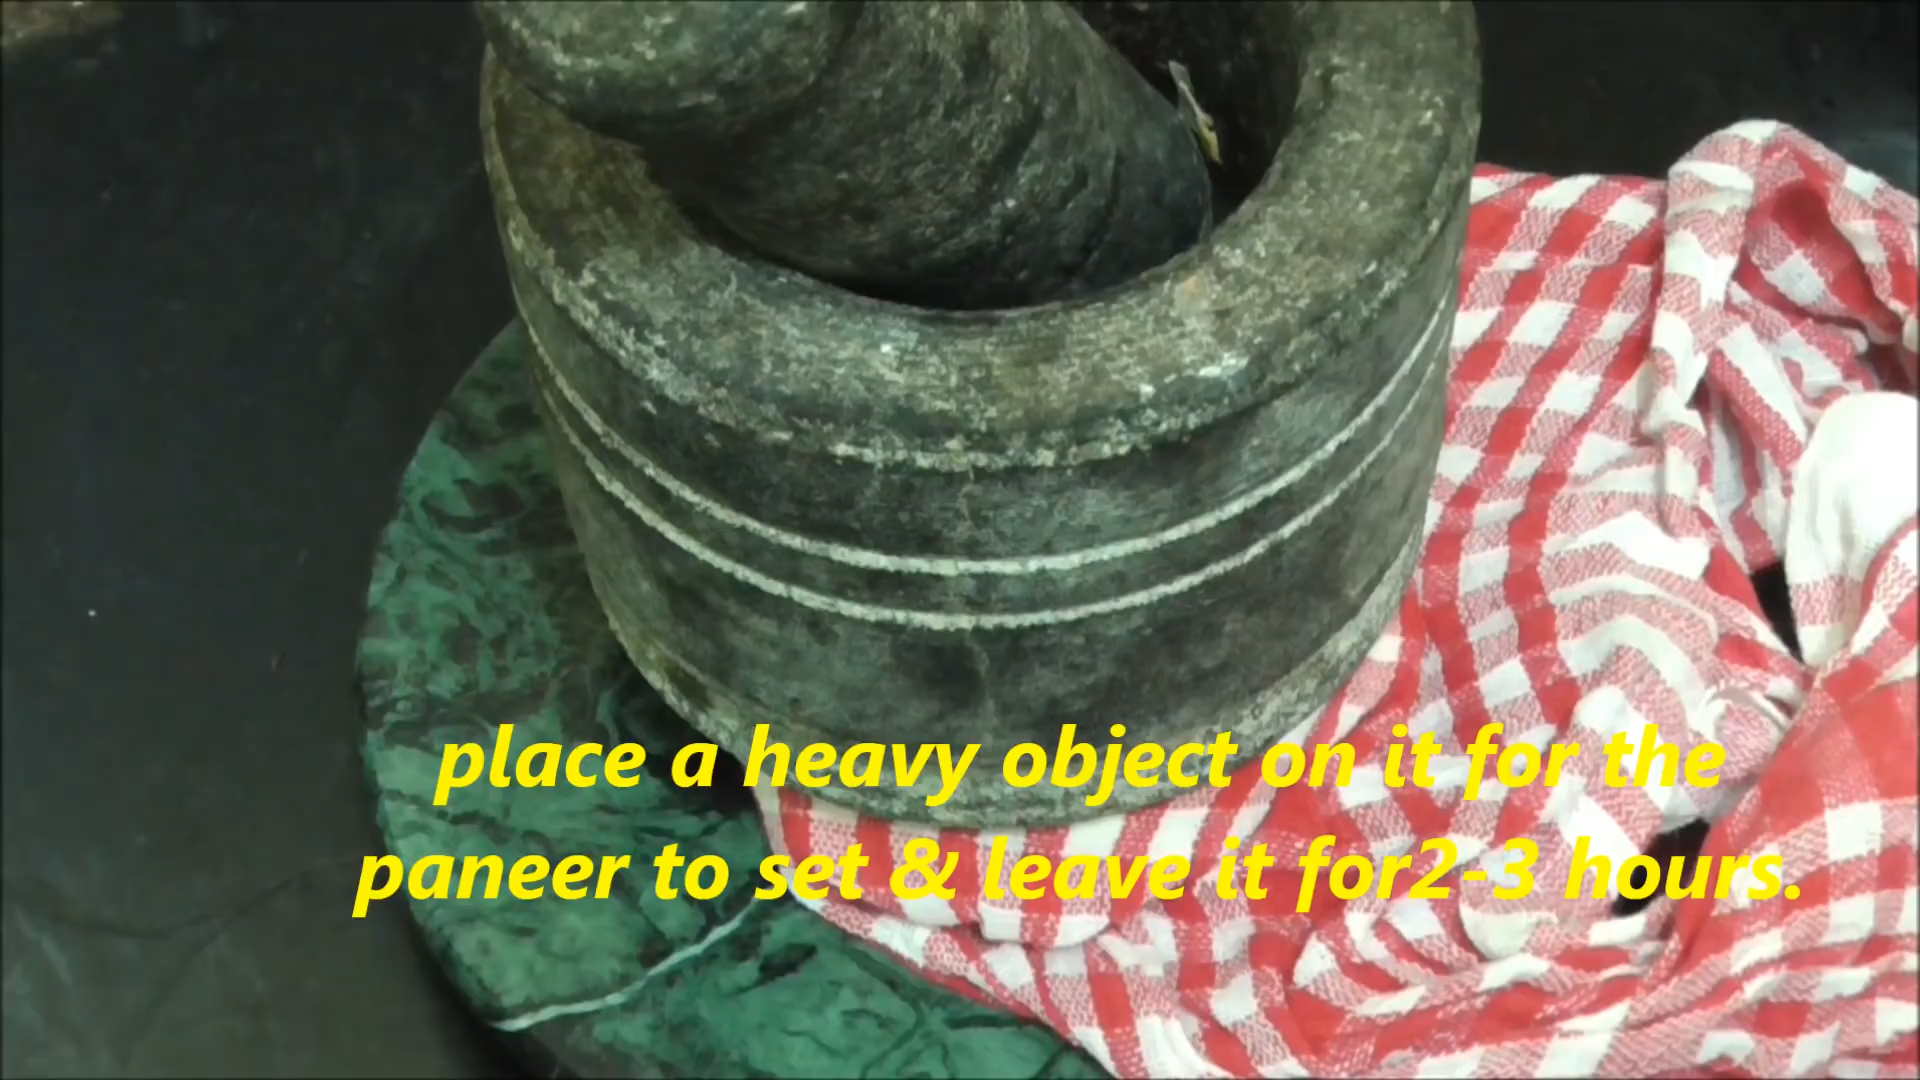 place a heavy object on it for the
paneer to set & leave it for2-3 hours.